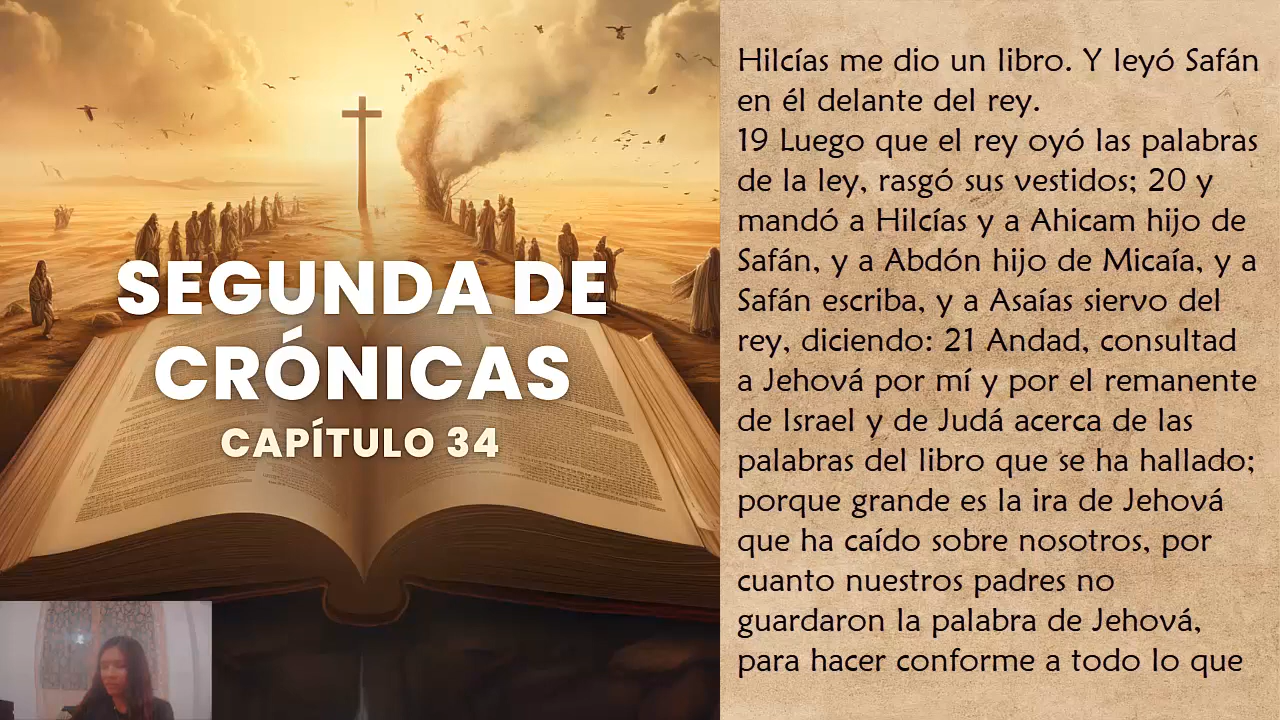 SEGUNDA DE
CRÓNICAS
CAPÍTULO 34
Hilcías me dio un libro. Y leyó Safán
en él delante del rey.
19 Luego que el rey oyó las palabras
de la ley, rasgó sus vestidos; 20 y
mandó a Hilcías y a Ahicam hijo de
Safán, y a Abdón hijo de Micaía, y a
Safán escriba, y a Asaías siervo del
rey, diciendo: 21 Andad, consultad
a Jehová por mí y por el remanente
de Israel y de Judá acerca de las
palabras del libro que se ha hallado;
porque grande es la ira de Jehová
que ha caído sobre nosotros, por
cuanto nuestros padres no
guardaron la palabra de Jehová,
para hacer conforme a todo lo que